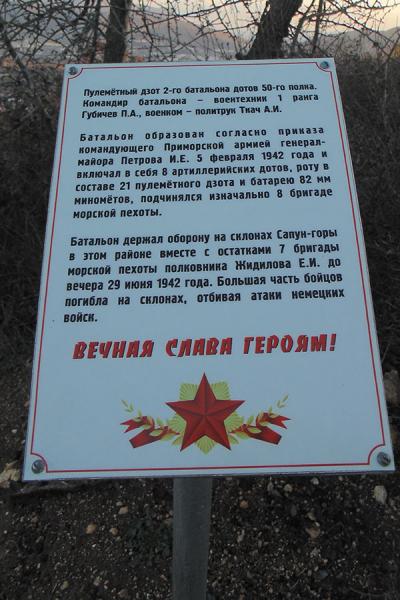 Пулемётный дзот 2-го батальона дотов 50-го полка.
Командир батальона – воентехник 1 ранга
Губичев П.А., военком – политрук Ткач А.И.
Батальон образован согласно приказа
командующего Приморской армией генерал-
майора Петрова И.Е. 5 февраля 1942 года и
включал в себя 8 артиллерийских дотов, роту в
составе 21 пулемётного дзота и батарею 82 мм
миномётов, подчинялся изначально 8 бригаде
морской пехоты.
Батальон держал оборону на склонах Сапун-горы
в этом районе вместе с остатками 7 бригады
морской пехоты полковника Жидилова Е.И. до
вечера 29 июня 1942 года. Большая часть бойцов
погибла на склонах, отбивая атаки немецких
войск.
ВЕЧНАЯ СЛАВА ГЕРОЯМ!